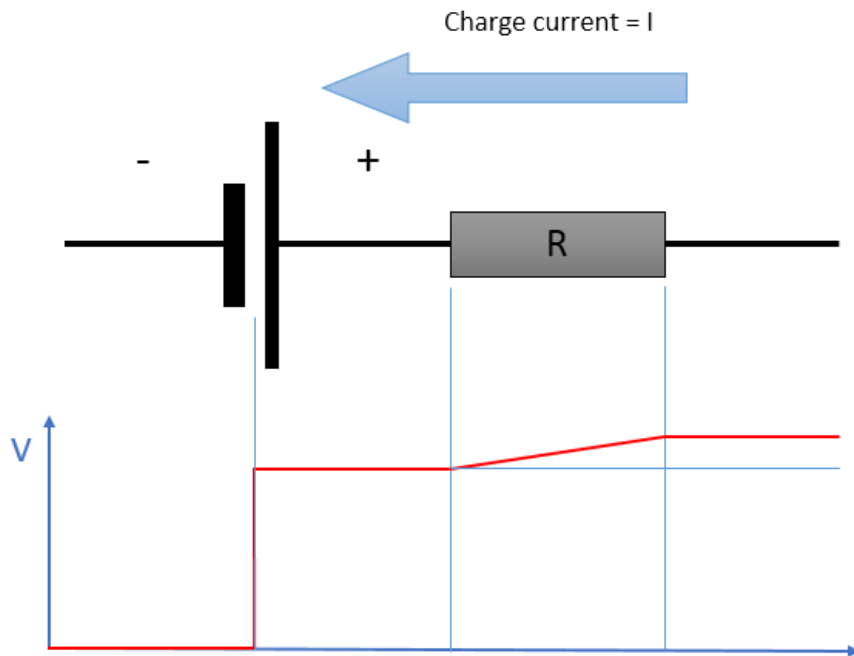 Charge current = I
- +
R
V